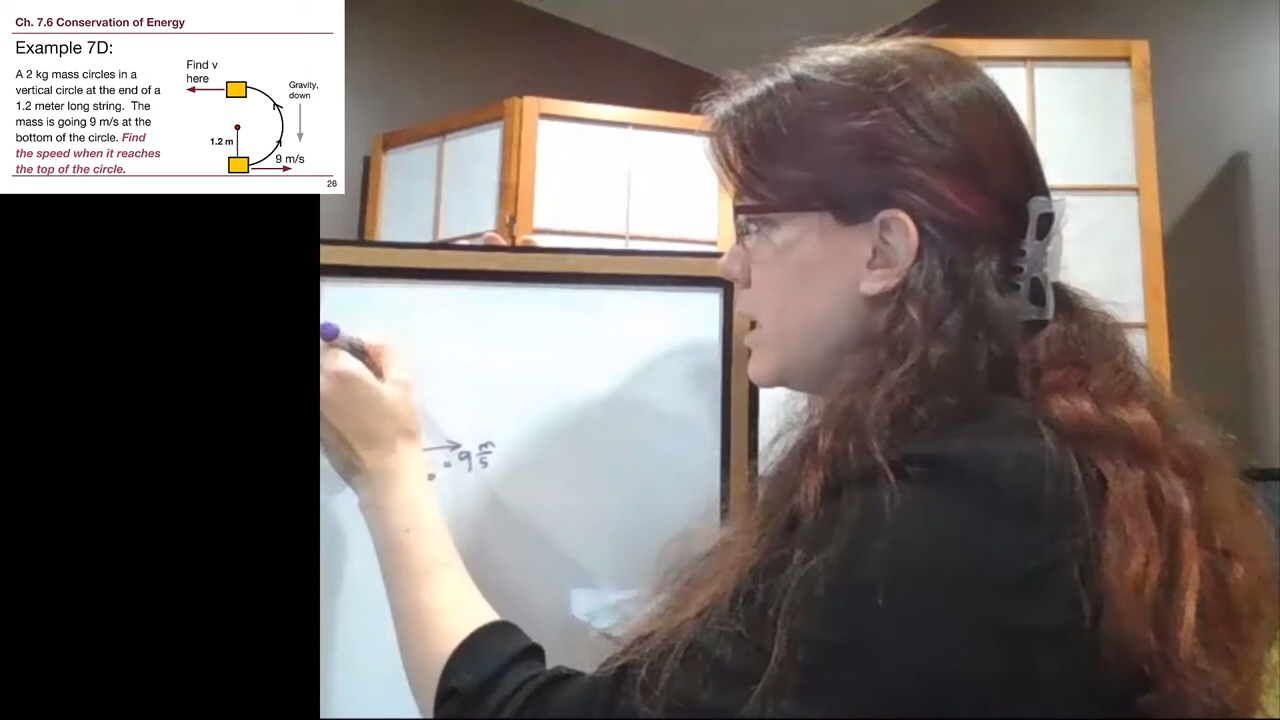 Ch. 7.6 Conservation of Energy
Example 7D:
A 2 kg mass circles in a
vertical circle at the end of a
1.2 meter long string. The
mass is going 9 m/s at the
bottom of the circle. Find
the speed when it reaches
the top of the circle.
Find v
here
Gravity,
down
1.2 m
9 m/s
26
9 m/s